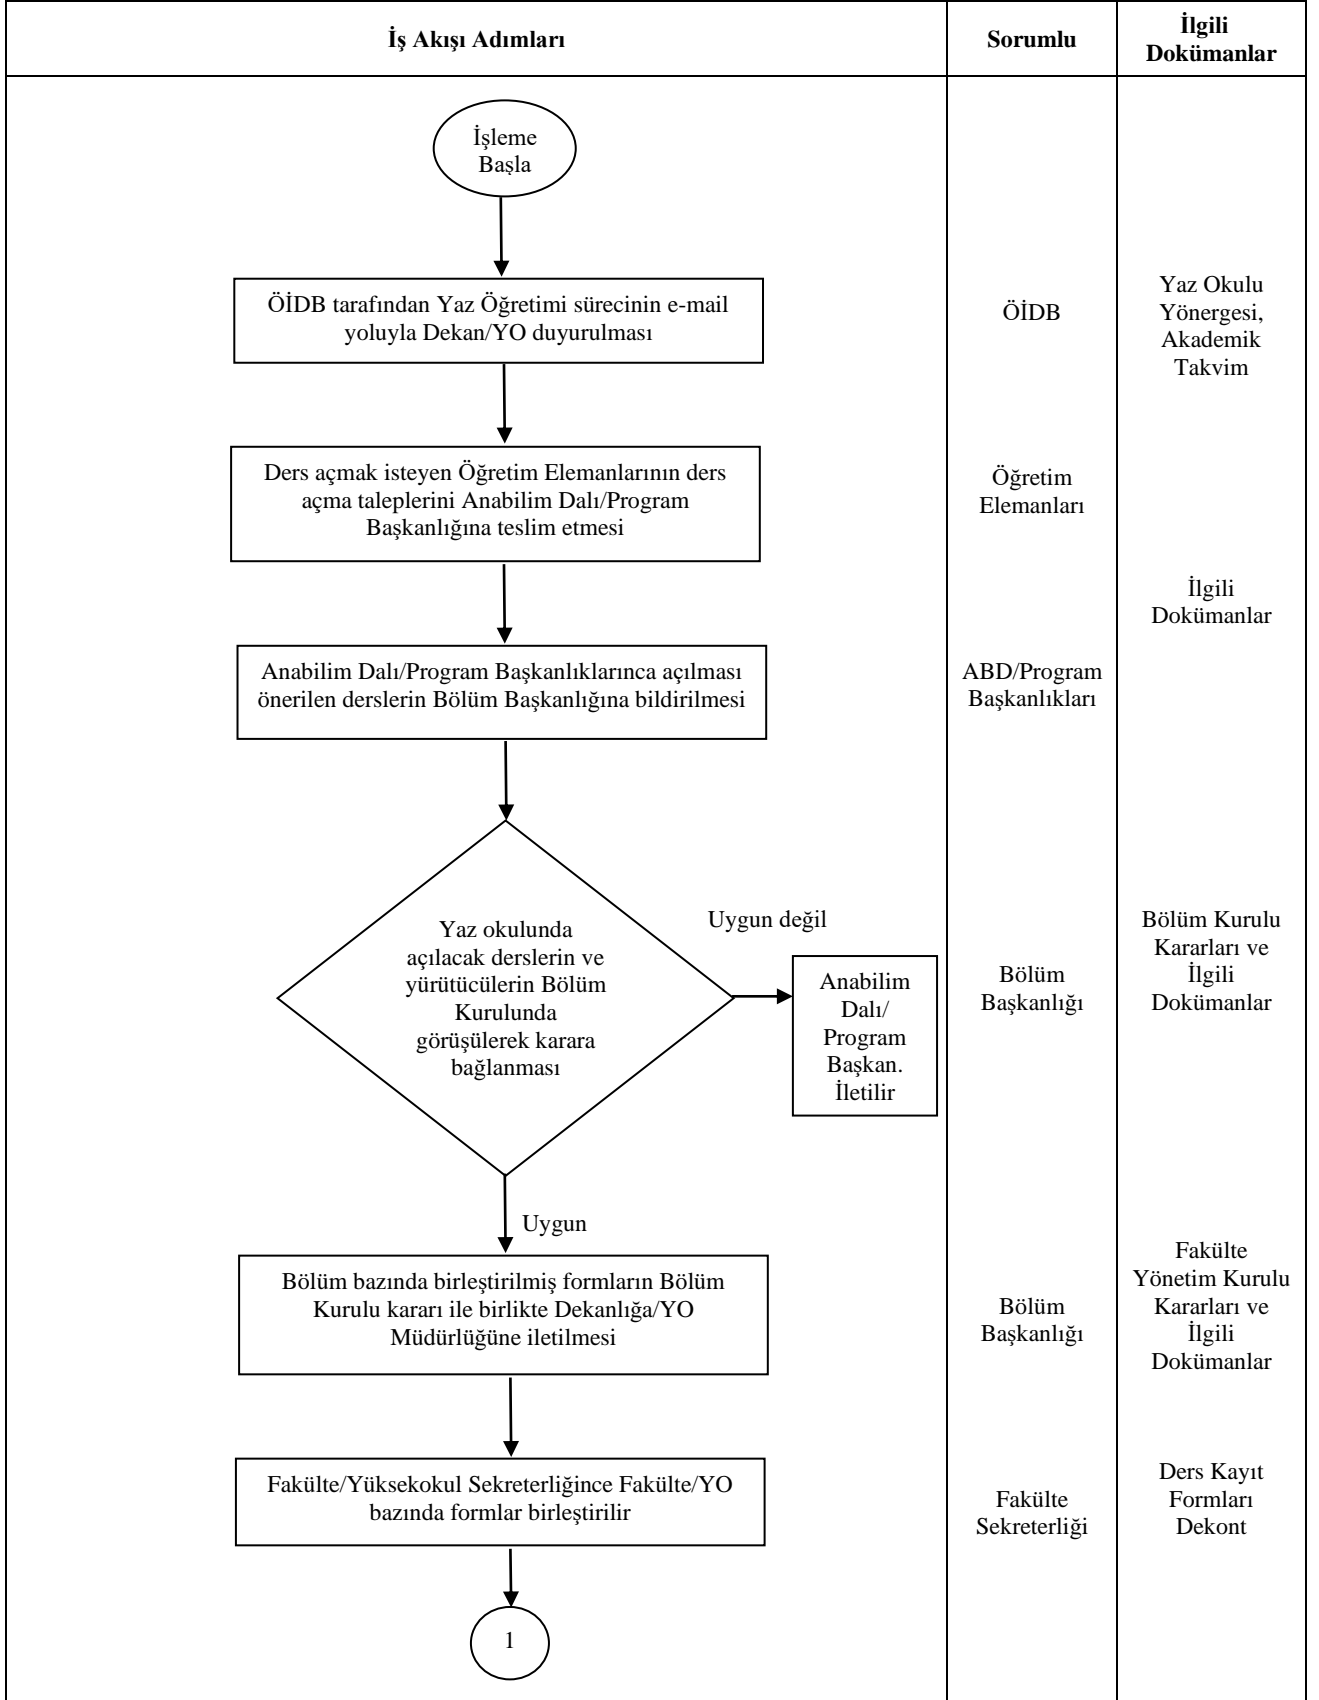 İş Akışı Adımları
Sorumlu
İlgili
Dokümanlar
İşleme
Başla
ÖİDB tarafından Yaz Öğretimi sürecinin e-mail
yoluyla Dekan/YO duyurulması
ÖİDB
Yaz Okulu
Yönergesi,
Akademik
Takvim
Ders açmak isteyen Öğretim Elemanlarının ders
açma taleplerini Anabilim Dalı/Program
Başkanlığına teslim etmesi
Öğretim
Elemanları
İlgili
Dokümanlar
Anabilim Dalı/Program Başkanlıklarınca açılması
önerilen derslerin Bölüm Başkanlığına bildirilmesi
ABD/Program
Başkanlıkları
Yaz okulunda
açılacak derslerin ve
yürütücülerin Bölüm
Kurulunda
görüşülerek karara
bağlanması
Uygun değil
Anabilim
Dalı/
Program
Başkan.
İletilir
Bölüm
Başkanlığı
Bölüm Kurulu
Kararları ve
İlgili
Dokümanlar
Uygun
Bölüm bazında birleştirilmiş formların Bölüm
Kurulu kararı ile birlikte Dekanlığa/YO
Müdürlüğüne iletilmesi
Bölüm
Başkanlığı
Fakülte
Yönetim Kurulu
Kararları ve
İlgili
Dokümanlar
Fakülte/Yüksekokul Sekreterliğince Fakülte/YO
bazında formlar birleştirilir
Fakülte
Sekreterliği
Ders Kayıt
Formları
Dekont
1